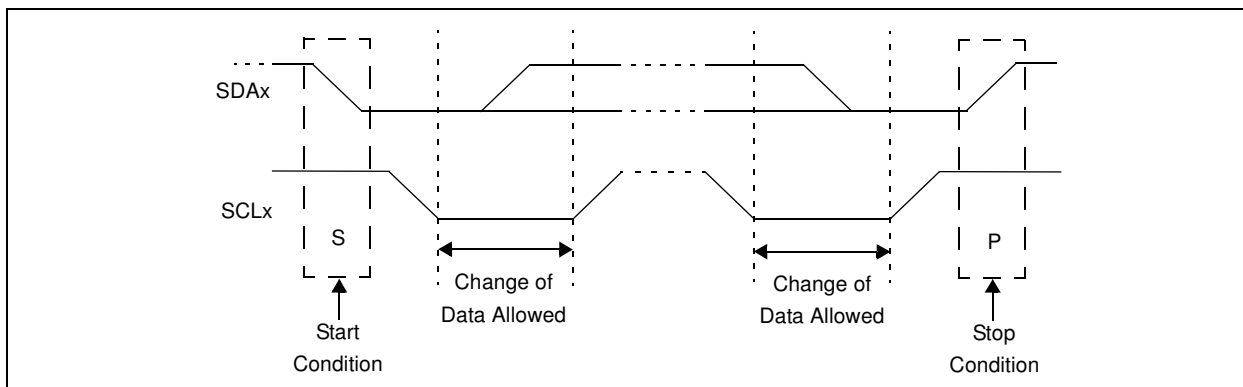 SDAx
SCLx
S
P
Change of
Data Allowed
Change of
Data Allowed
Start
Condition
Stop
Condition